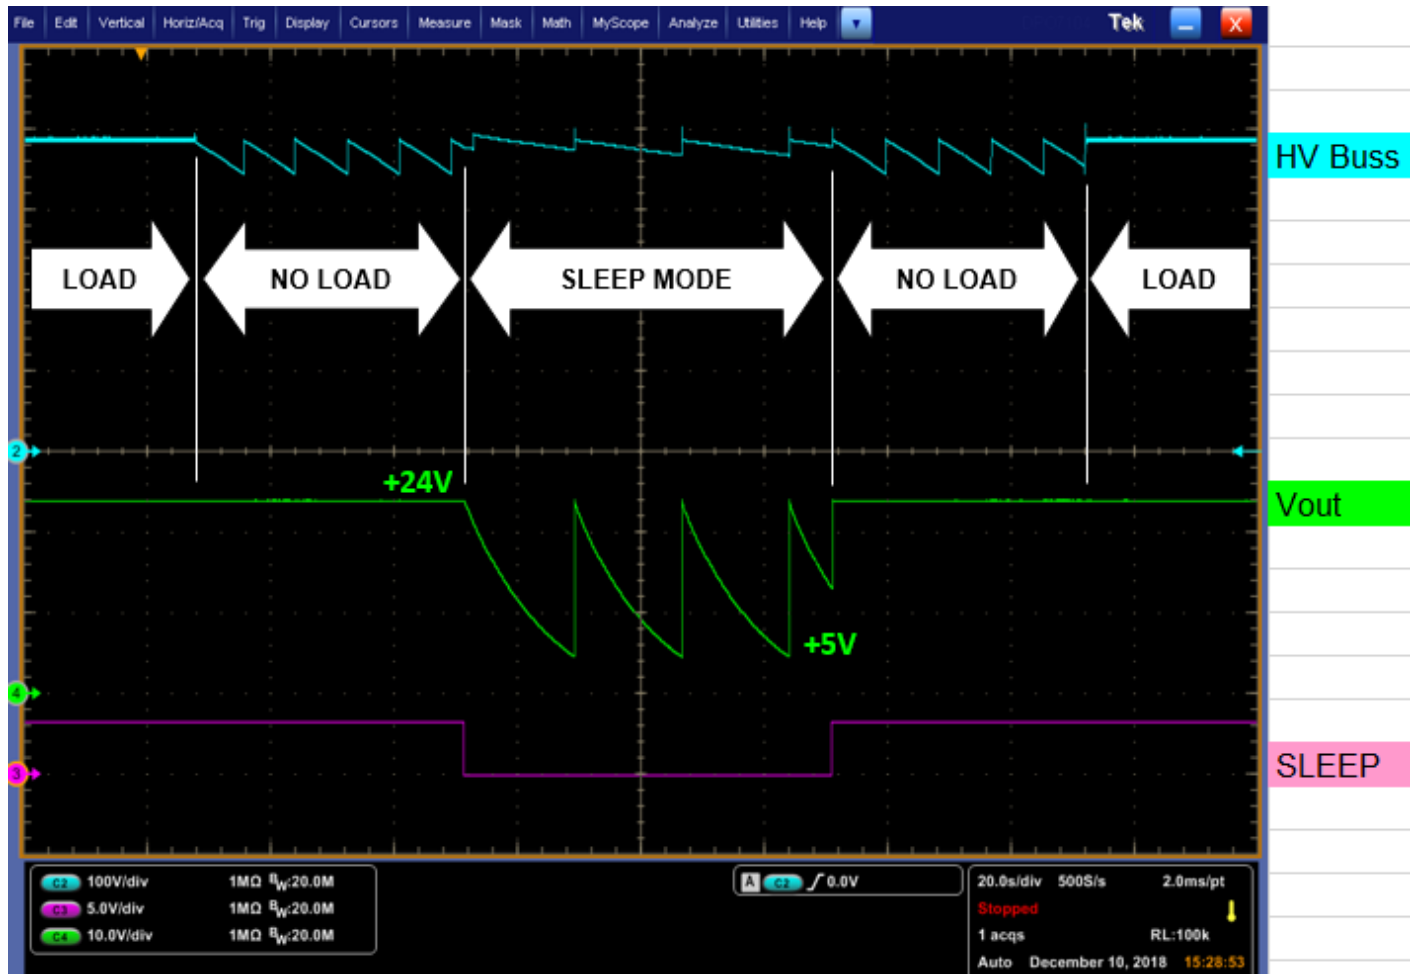 File Edit Vertical Horiz/Acq Trig Display Cursors Measure Mask Math MyScope Analyze Utilities Help Tek X
HV Buss
LOAD NO LOAD SLEEP MODE NO LOAD LOAD
2
+24V
Vout
+5V
4
3
SLEEP
C2 100V/div 1MΩ BW:20.0M
C3 5.0V/div 1MΩ BW:20.0M
C4 10.0V/div 1MΩ BW:20.0M
A C2 0.0V
20.0s/div 500S/s 2.0ms/pt
Stopped
1 acqs RL:100k
Auto December 10, 2018 15:28:53